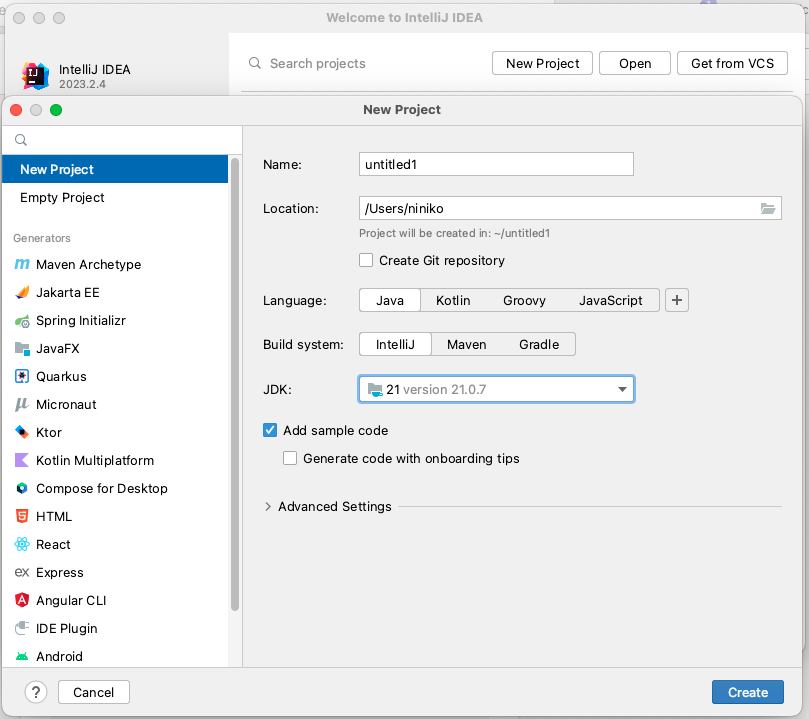 Welcome to IntelliJ IDEA
IntelliJ IDEA
2023.2.4
Search projects
New Project
Open
Get from VCS
New Project
New Project
Empty Project
Generators
Maven Archetype
Jakarta EE
Spring Initializr
JavaFX
Quarkus
Micronaut
Ktor
Kotlin Multiplatform
Compose for Desktop
HTML
React
Express
Angular CLI
IDE Plugin
Android
Name: untitled1
Location: /Users/niniko
Project will be created in: ~/untitled1
Create Git repository
Language: Java Kotlin Groovy JavaScript +
Build system: IntelliJ Maven Gradle
JDK: 21 version 21.0.7
Add sample code
Generate code with onboarding tips
Advanced Settings
? Cancel
Create